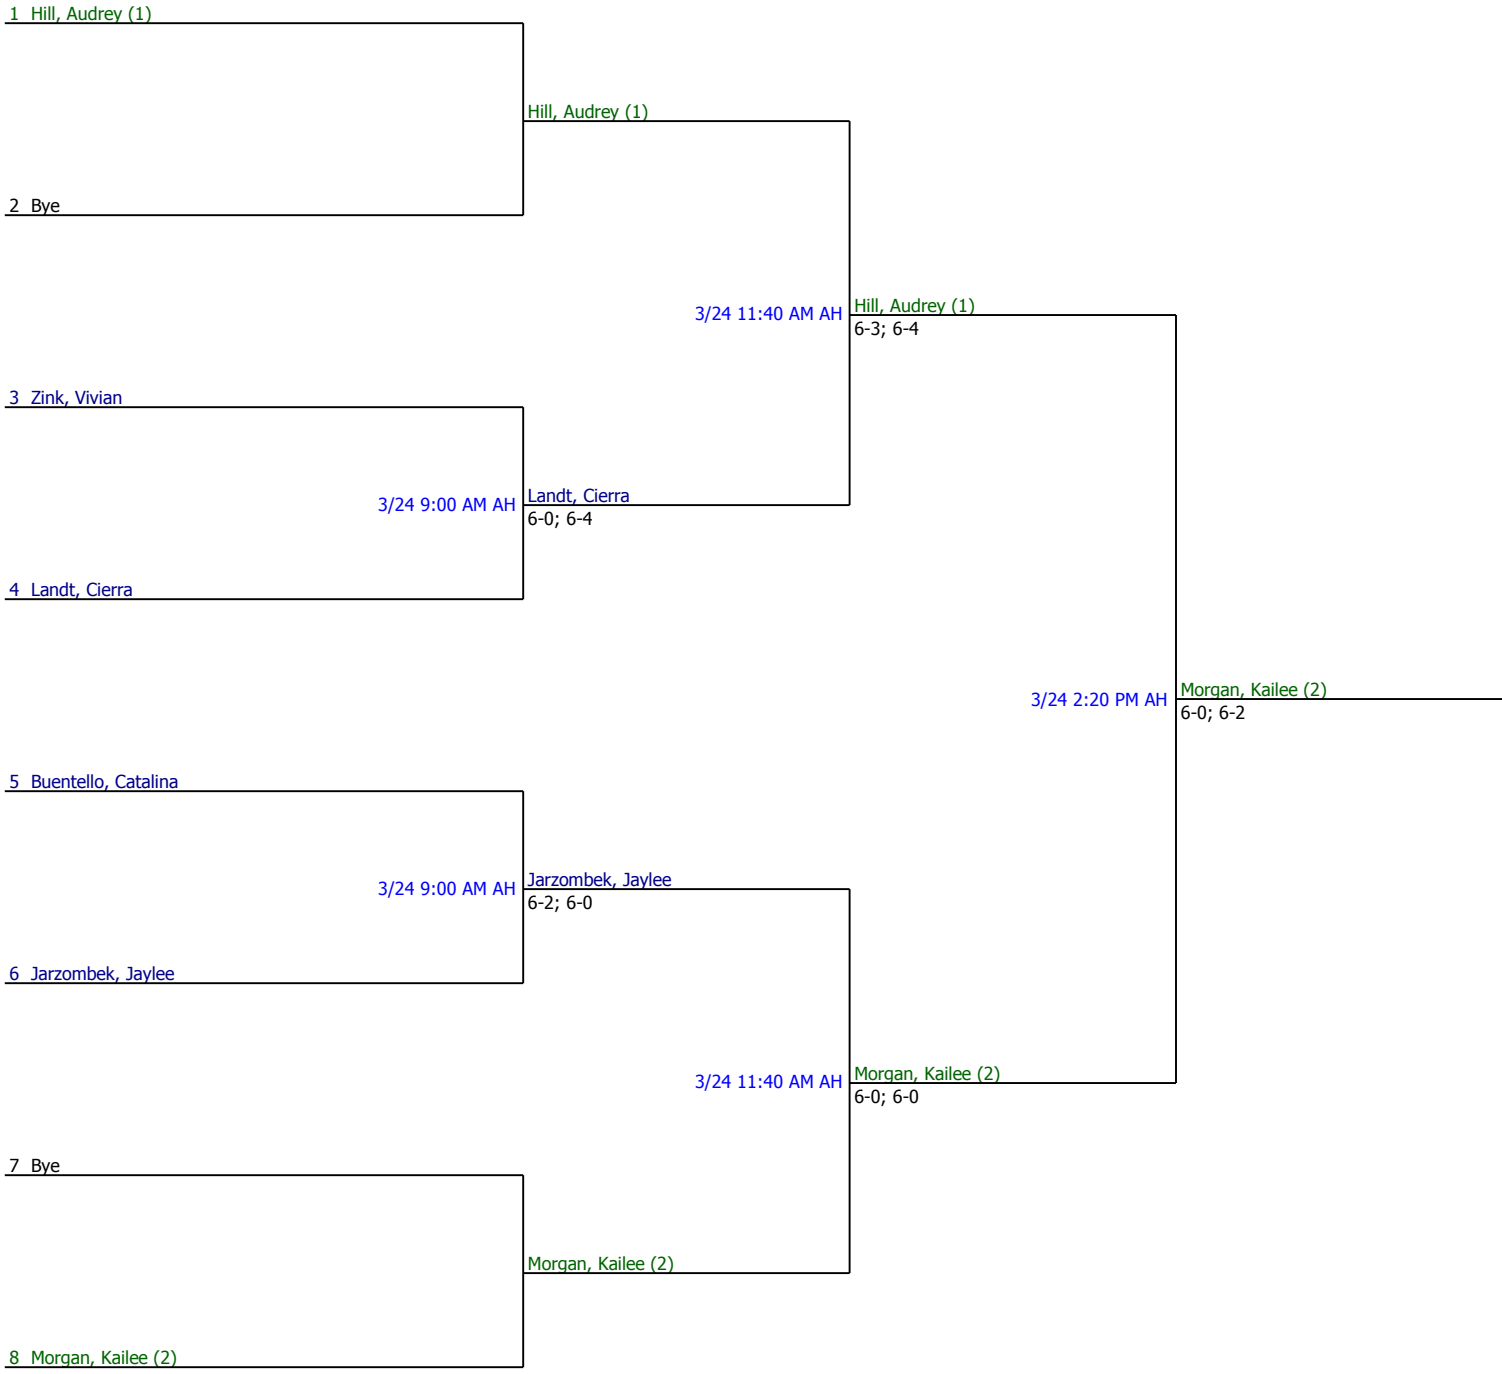 1 Hill, Audrey (1)
Hill, Audrey (1)
2 Bye
3/24 11:40 AM AH
Hill, Audrey (1)
6-3; 6-4
3 Zink, Vivian
3/24 9:00 AM AH
Landt, Cierra
6-0; 6-4
4 Landt, Cierra
3/24 2:20 PM AH
Morgan, Kailee (2)
6-0; 6-2
5 Buentello, Catalina
3/24 9:00 AM AH
Jarzombek, Jaylee
6-2; 6-0
6 Jarzombek, Jaylee
3/24 11:40 AM AH
Morgan, Kailee (2)
6-0; 6-0
7 Bye
Morgan, Kailee (2)
8 Morgan, Kailee (2)